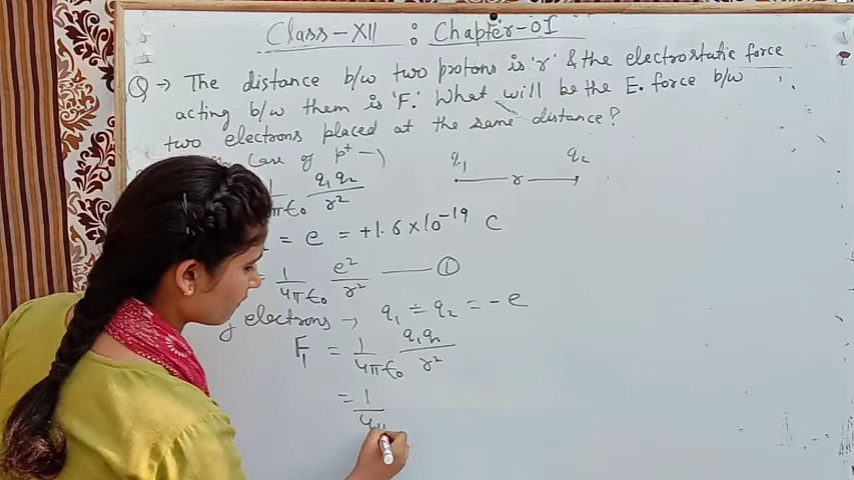 Class-XII : Chapter-01
Q → The distance b/w two protons is 'r' & the electrostatic force
acting b/w them is 'F'. What will be the E. force b/w
two electrons placed at the same distance?
Case of p⁺ →
q₁ q₂
r
1/4πϵ₀ q₁q₂/r²
= e = +1.6×10⁻¹⁹ C
= 1/4πϵ₀ e²/r² —— ①
electrons → q₁ = q₂ = -e
F₁ = 1/4πϵ₀ q₁q₂/r²
= 1/4π